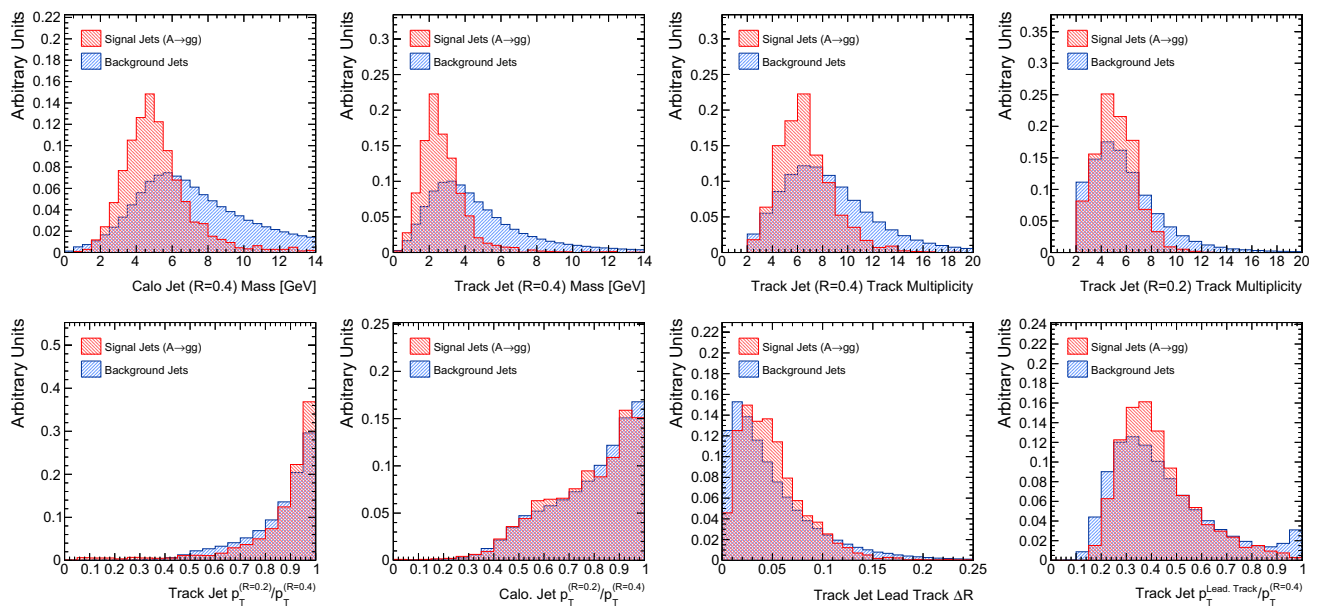 Arbitrary Units
0.2
0.18
0.16
0.14
0.12
0.1
0.08
0.06
0.04
0.02
0
Signal Jets (A→gg)
Background Jets
0 2 4 6 8 10 12 14
Calo Jet (R=0.4) Mass [GeV]
Arbitrary Units
0.3
0.25
0.2
0.15
0.1
0.05
0
Signal Jets (A→gg)
Background Jets
0 2 4 6 8 10 12 14
Track Jet (R=0.4) Mass [GeV]
Arbitrary Units
0.3
0.25
0.2
0.15
0.1
0.05
0
Signal Jets (A→gg)
Background Jets
0 2 4 6 8 10 12 14 16 18 20
Track Jet (R=0.4) Track Multiplicity
Arbitrary Units
0.35
0.3
0.25
0.2
0.15
0.1
0.05
0
Signal Jets (A→gg)
Background Jets
0 2 4 6 8 10 12 14 16 18 20
Track Jet (R=0.2) Track Multiplicity
Arbitrary Units
0.5
0.4
0.3
0.2
0.1
0
Signal Jets (A→gg)
Background Jets
0 0.1 0.2 0.3 0.4 0.5 0.6 0.7 0.8 0.9 1
Track Jet p_T^(R=0.2)/p_T^(R=0.4)
Arbitrary Units
0.25
0.2
0.15
0.1
0.05
0
Signal Jets (A→gg)
Background Jets
0 0.1 0.2 0.3 0.4 0.5 0.6 0.7 0.8 0.9 1
Calo. Jet p_T^(R=0.2)/p_T^(R=0.4)
Arbitrary Units
0.22
0.2
0.18
0.16
0.14
0.12
0.1
0.08
0.06
0.04
0.02
0
Signal Jets (A→gg)
Background Jets
0 0.05 0.1 0.15 0.2 0.25
Track Jet Lead Track ΔR
Arbitrary Units
0.24
0.22
0.2
0.18
0.16
0.14
0.12
0.1
0.08
0.06
0.04
0.02
0
Signal Jets (A→gg)
Background Jets
0 0.1 0.2 0.3 0.4 0.5 0.6 0.7 0.8 0.9 1
Track Jet p_T^Lead. Track/p_T^(R=0.4)